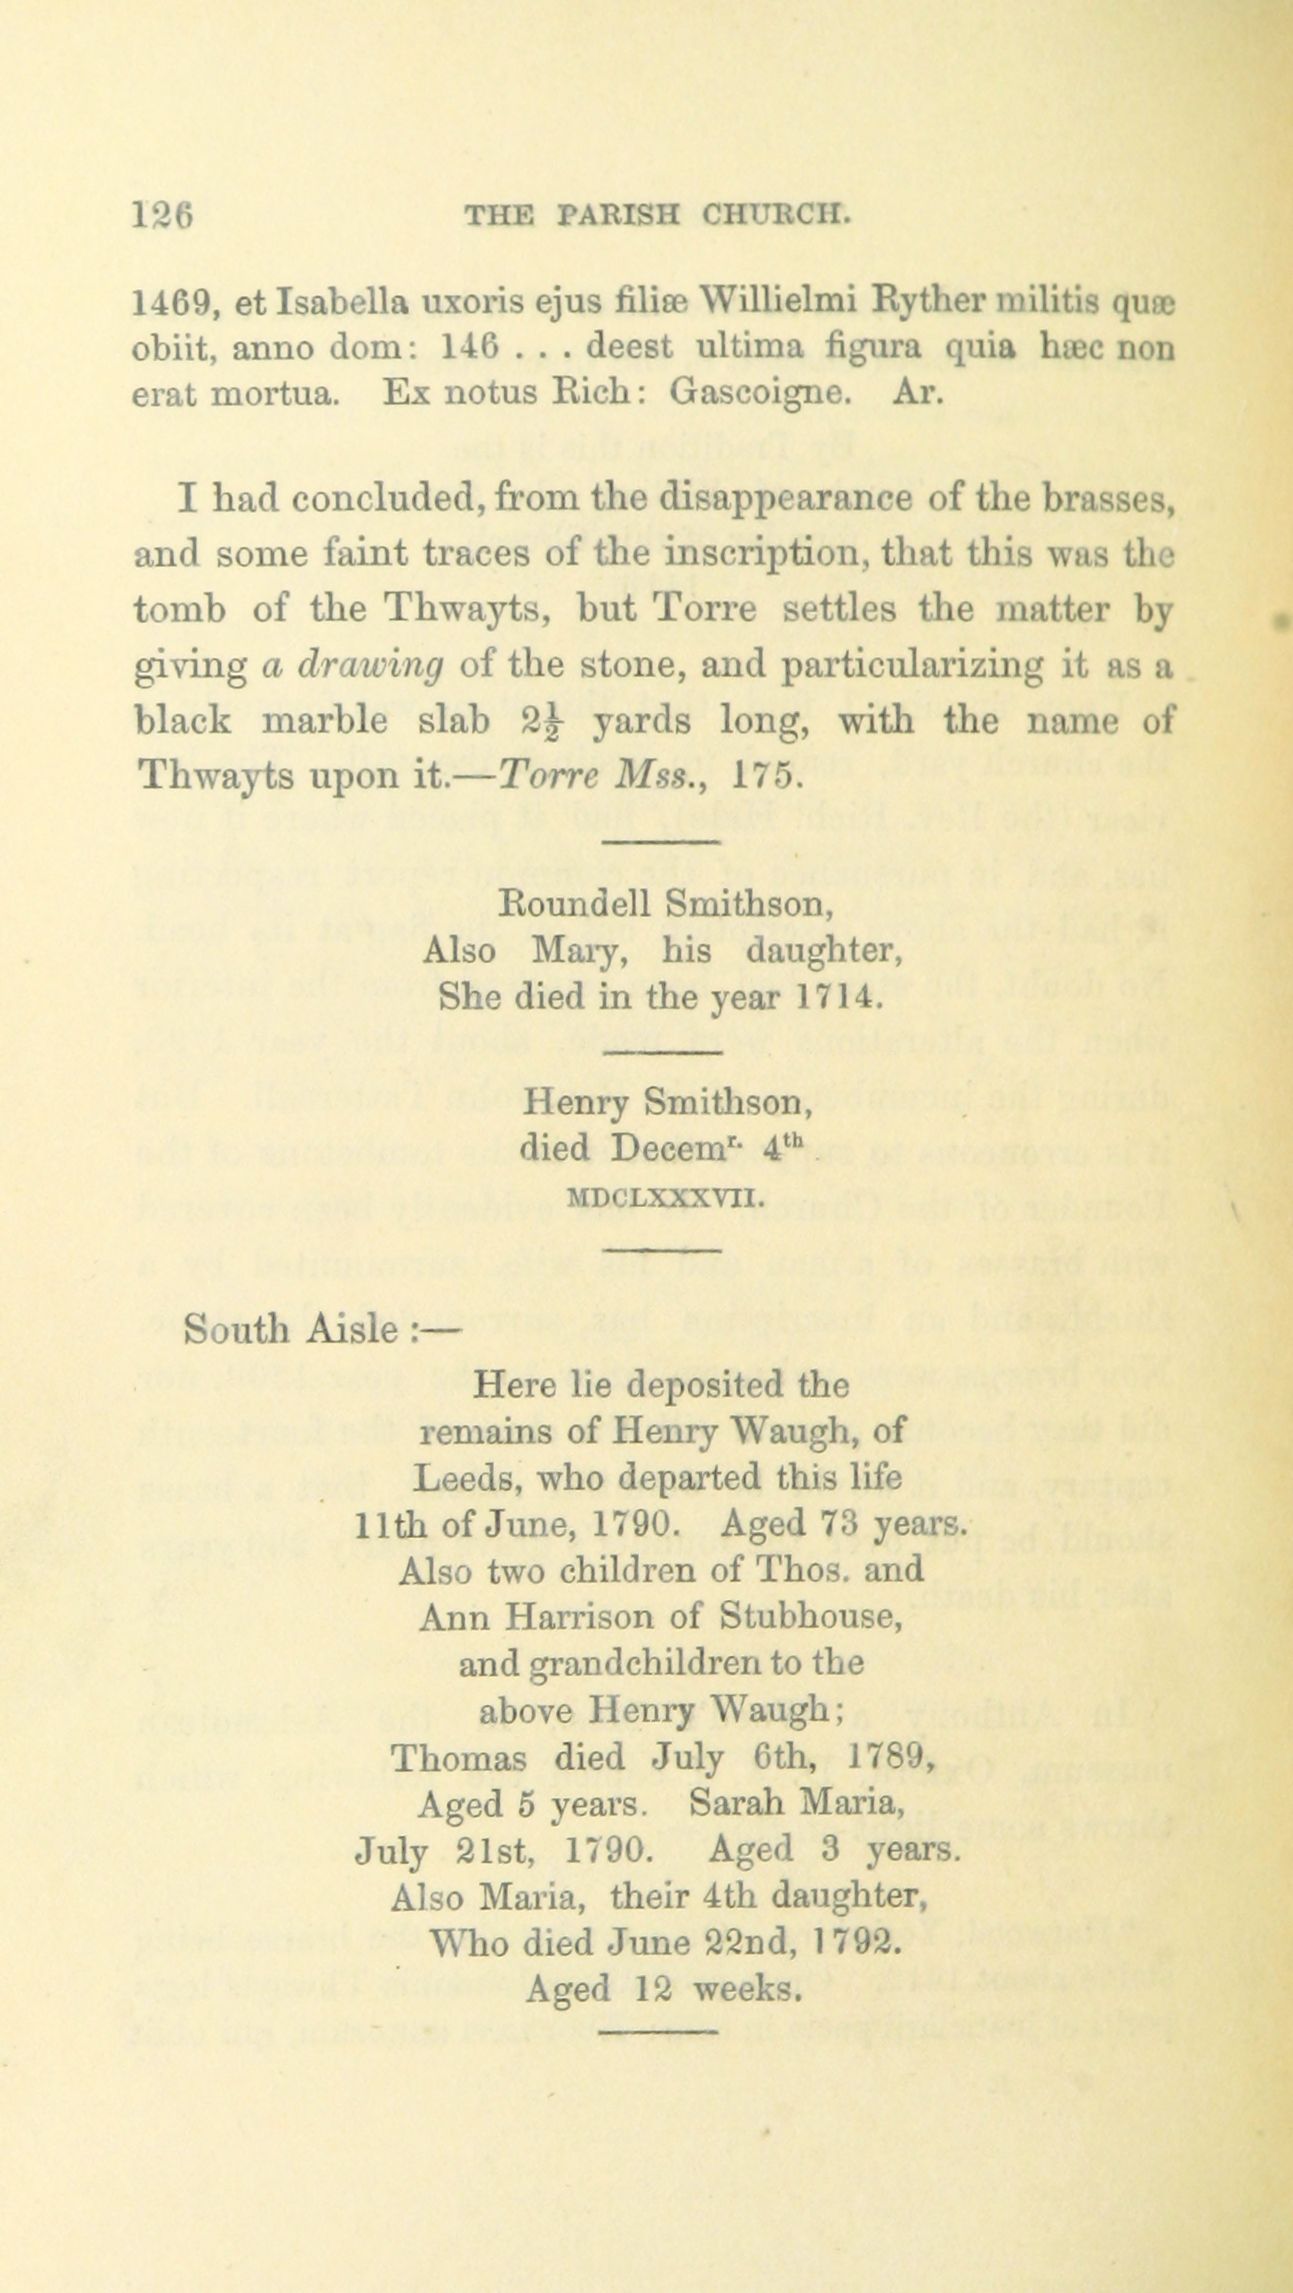 126 THE PARISH CHURCH.
1469, et Isabella uxoris ejus filiæ Willielmi Ryther militis quæ
obiit, anno dom: 146 . . . deest ultima figura quia hæc non
erat mortua. Ex notus Rich: Gascoigne. Ar.
I had concluded, from the disappearance of the brasses,
and some faint traces of the inscription, that this was the
tomb of the Thwayts, but Torre settles the matter by
giving a drawing of the stone, and particularizing it as a
black marble slab 2½ yards long, with the name of
Thwayts upon it.—Torre Mss., 175.
Roundell Smithson,
Also Mary, his daughter,
She died in the year 1714.
Henry Smithson,
died Decemr. 4th
MDCLXXXVII.
South Aisle :—
Here lie deposited the
remains of Henry Waugh, of
Leeds, who departed this life
11th of June, 1790. Aged 73 years.
Also two children of Thos. and
Ann Harrison of Stubhouse,
and grandchildren to the
above Henry Waugh;
Thomas died July 6th, 1789,
Aged 5 years. Sarah Maria,
July 21st, 1790. Aged 3 years.
Also Maria, their 4th daughter,
Who died June 22nd, 1792.
Aged 12 weeks.